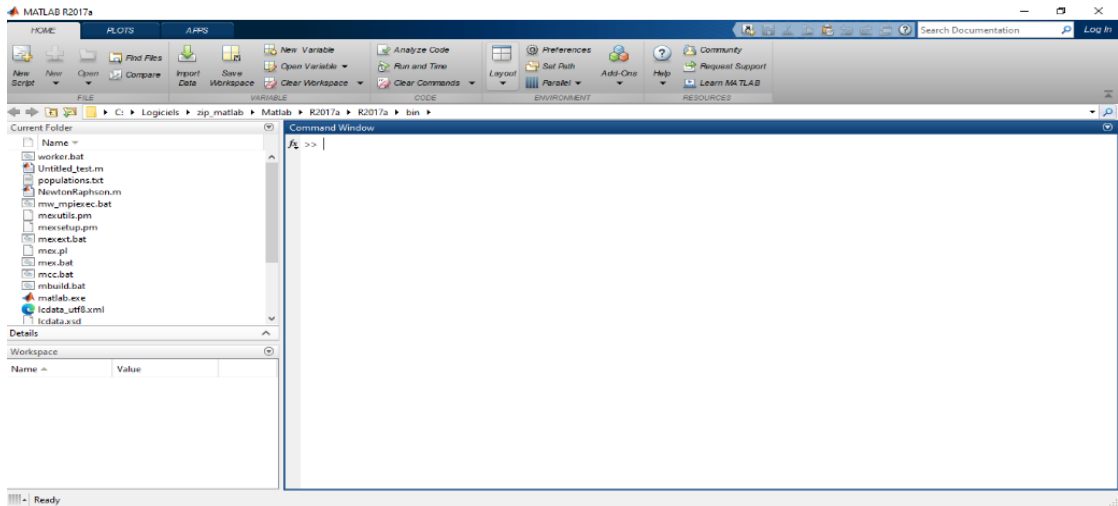 MATLAB R2017a
HOME PLOTS APPS Search Documentation Log In
New Script New Open Find Files Compare Import Data Save Workspace New Variable Open Variable Clear Workspace Analyze Code Run and Time Clear Commands Layout Preferences Set Path Parallel Add-Ons Help Community Request Support Learn MATLAB
FILE VARIABLE CODE ENVIRONMENT RESOURCES
C: Logiciels zip_matlab Matlab R2017a R2017a bin
Current Folder
Name
worker.bat
Untitled_test.m
populations.txt
NewtonRaphson.m
mw_mpiexec.bat
mexutils.pm
mexsetup.pm
mexext.bat
mex.pl
mex.bat
mcc.bat
mbuild.bat
matlab.exe
lcdata_utf8.xml
lcdata.xsd
Details
Workspace
Name Value
Command Window
fx >>
Ready